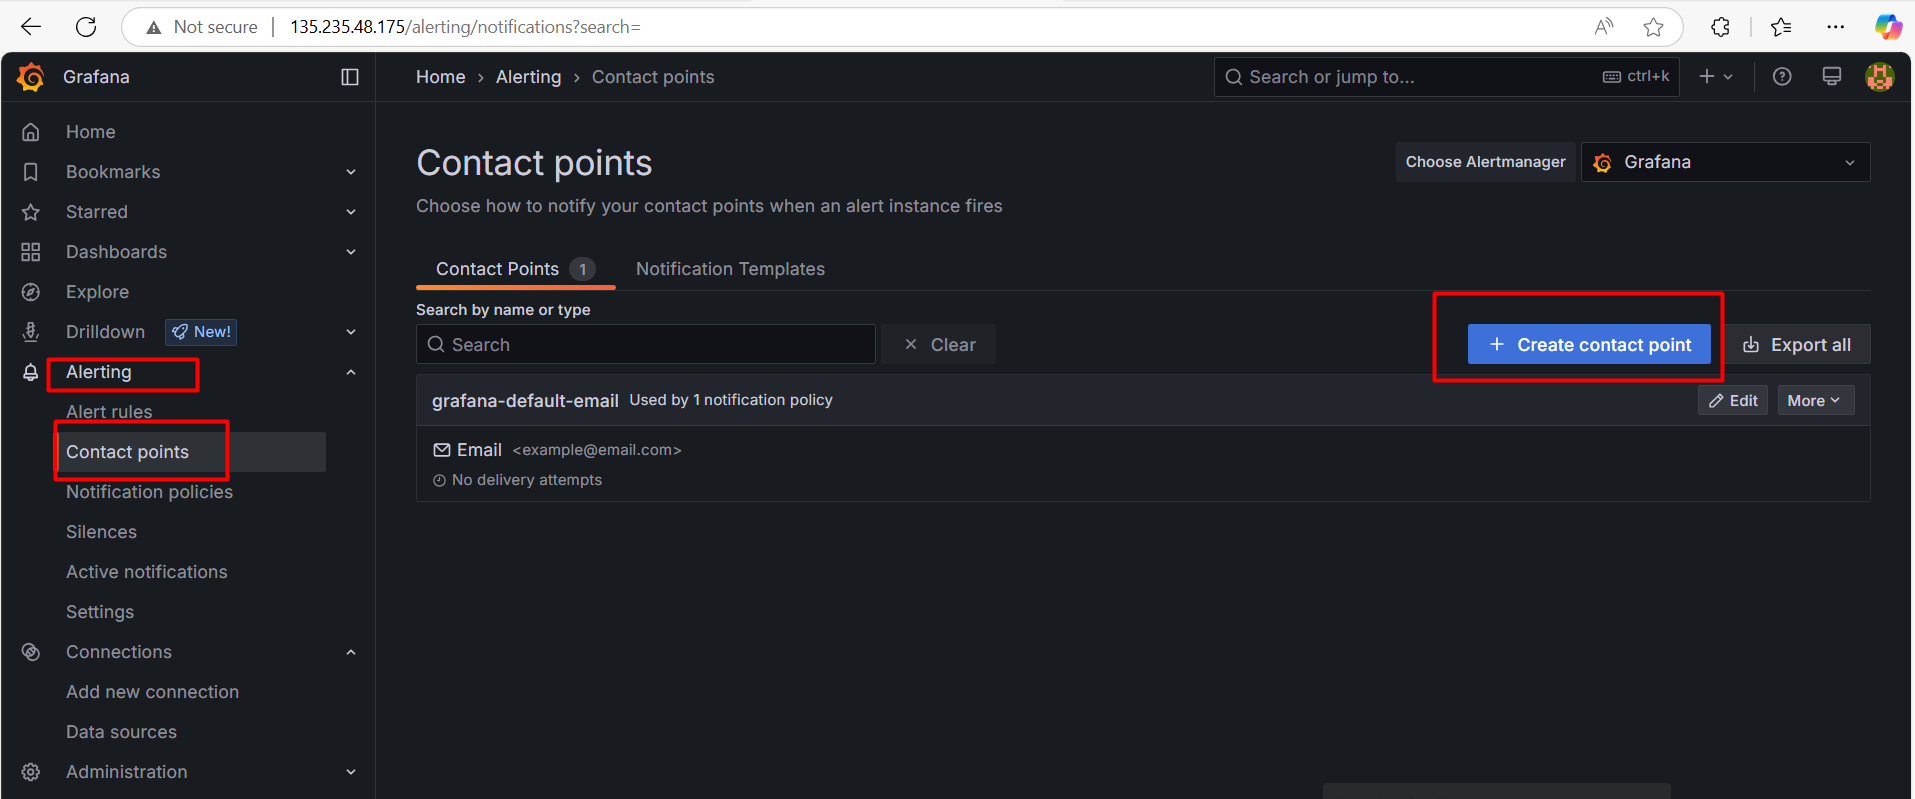 Not secure 135.235.48.175/alerting/notifications?search=
Grafana
Home › Alerting › Contact points
Search or jump to...
ctrl+k
Home
Bookmarks
Starred
Dashboards
Explore
Drilldown New!
Alerting
Alert rules
Contact points
Notification policies
Silences
Active notifications
Settings
Connections
Add new connection
Data sources
Administration
Contact points
Choose Alertmanager
Grafana
Choose how to notify your contact points when an alert instance fires
Contact Points 1
Notification Templates
Search by name or type
Search
Clear
Create contact point
Export all
grafana-default-email Used by 1 notification policy
Edit
More
Email <example@email.com>
No delivery attempts